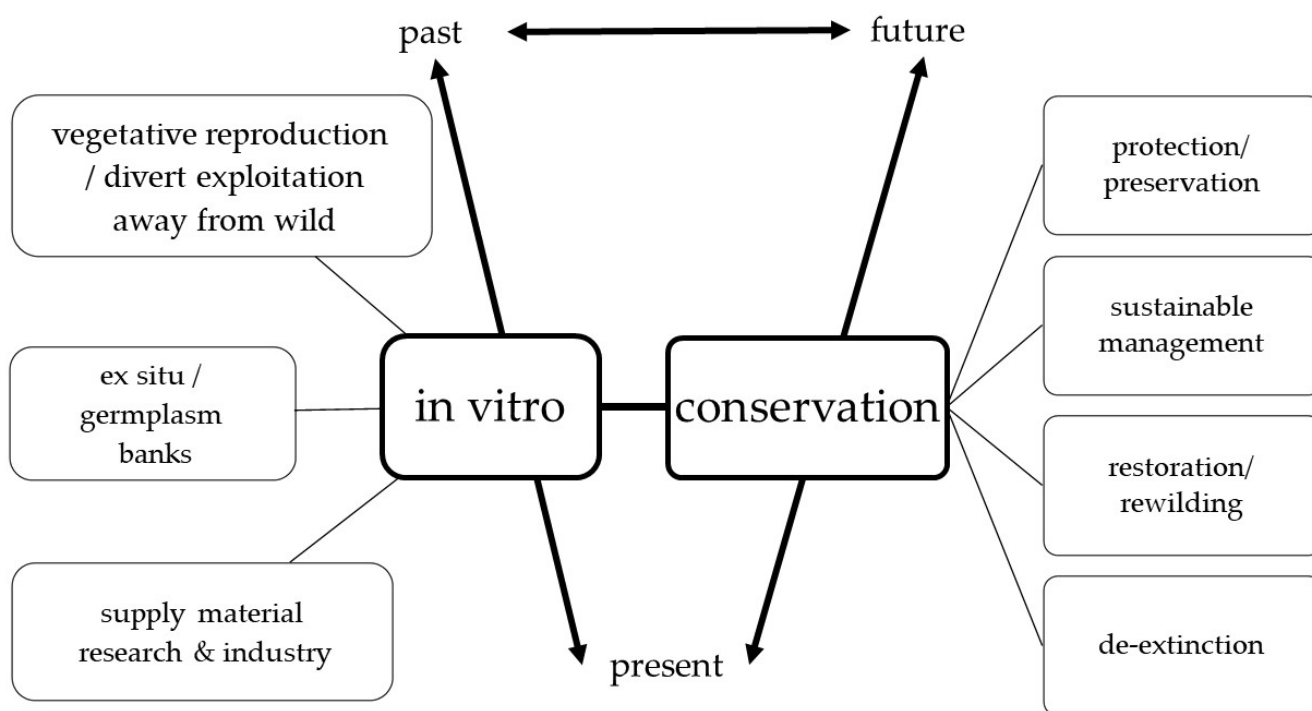 past
future
vegetative reproduction
/ divert exploitation
away from wild
ex situ /
germplasm
banks
supply material
research & industry
in vitro
conservation
present
protection/
preservation
sustainable
management
restoration/
rewilding
de-extinction